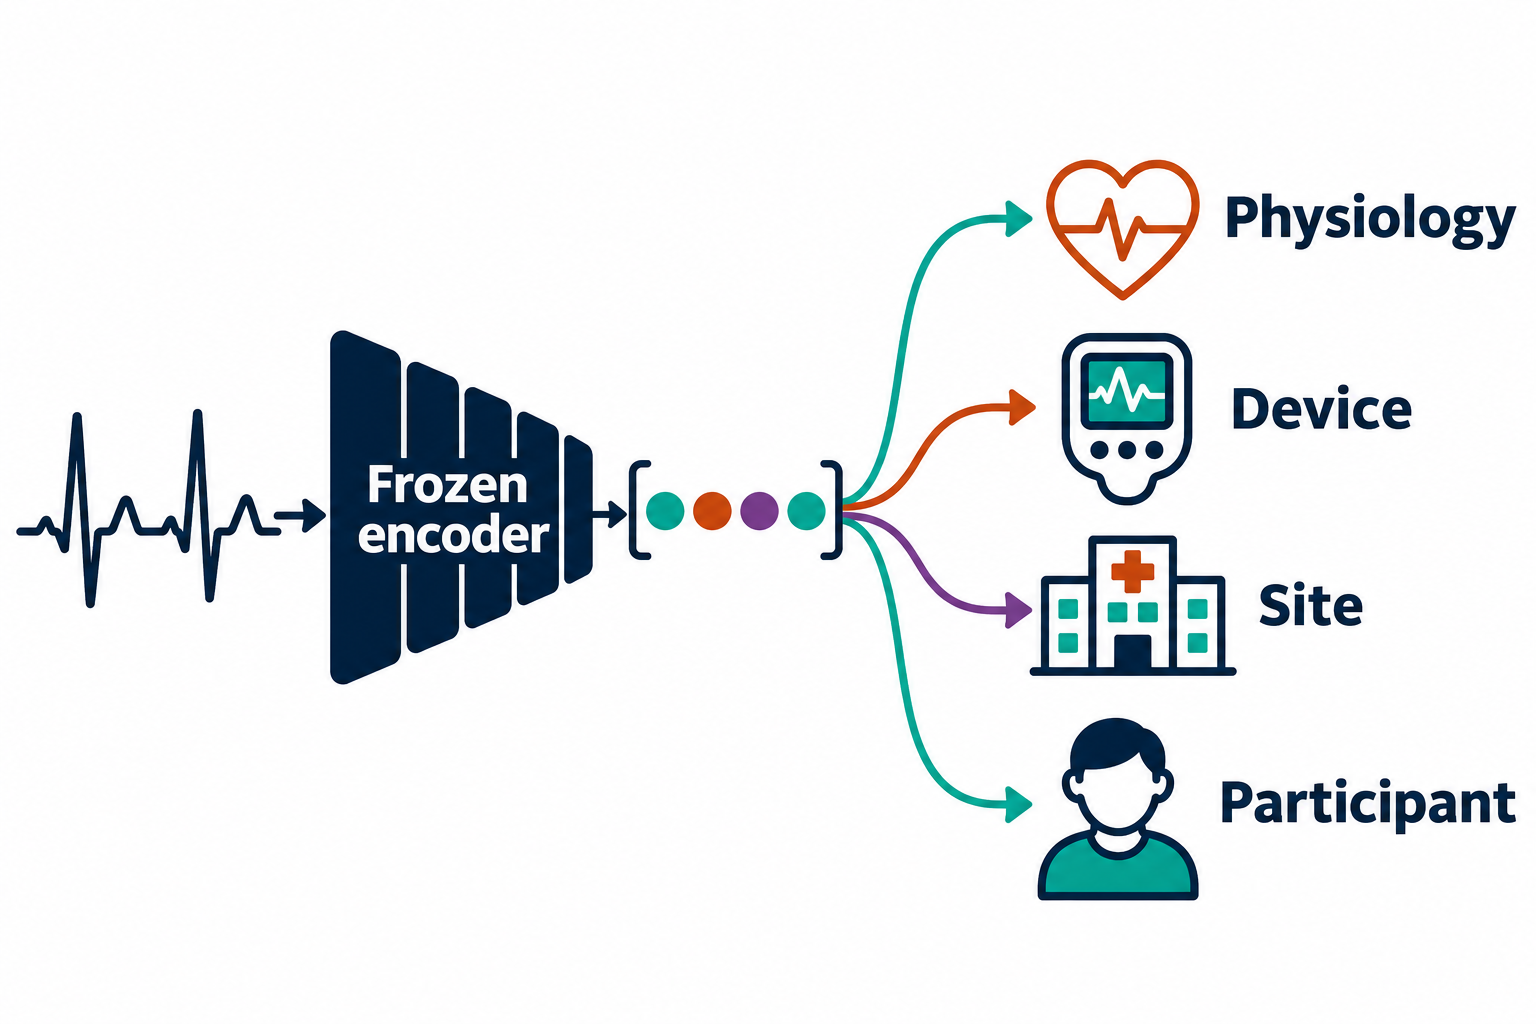 Frozen
encoder
Physiology
Device
Site
Participant